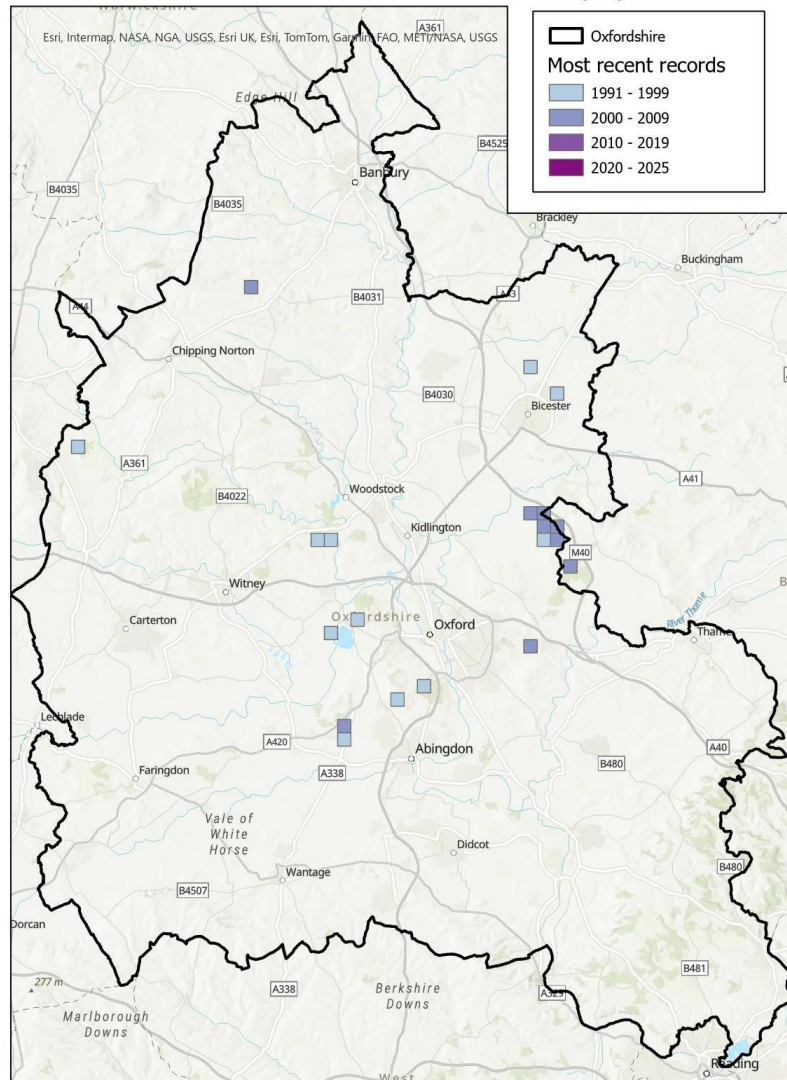 Warwickshire
A361
Esri, Intermap, NASA, NGA, USGS, Esri UK, Esri, TomTom, Garmin, FAO, METI/NASA, USGS
Oxfordshire
Most recent records
1991 - 1999
2000 - 2009
2010 - 2019
2020 - 2025
Edge Hill
B4525
Banbury
B4035
B4035
Brackley
Buckingham
A44
B4031
A43
Chipping Norton
B4030
Bicester
A361
A41
B4022
Woodstock
Kidlington
M40
Witney
Carterton
Oxfordshire
Oxford
River Thame
Thame
Lechlade
A420
A40
Abingdon
B480
Faringdon
A338
Vale of
White
Horse
Didcot
B480
Wantage
B4507
Dorcan
B481
277 m
A338
Berkshire
Downs
A329
Marlborough
Downs
Reading
West